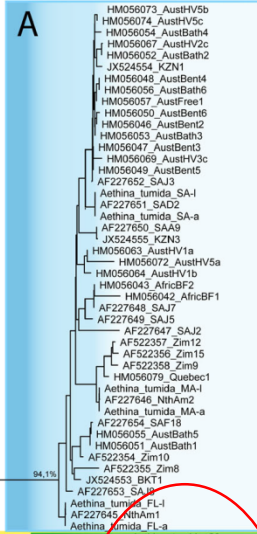 A
HM056073_AustHV5b
HM056074_AustHV5c
HM056054_AustBath4
HM056067_AustHV2c
HM056052_AustBath2
JX524554_KZN1
HM056048_AustBent4
HM056056_AustBath6
HM056057_AustFree1
HM056050_AustBent6
HM056046_AustBent2
HM056053_AustBath3
HM056047_AustBent3
HM056069_AustHV3c
HM056049_AustBent5
AF227652_SAJ3
Aethina_tumida_SA-l
AF227651_SAD2
Aethina_tumida_SA-a
AF227650_SAA9
JX524555_KZN3
HM056063_AustHV1a
HM056072_AustHV5a
HM056064_AustHV1b
HM056043_AfricBF2
HM056042_AfricBF1
AF227648_SAJ7
AF227649_SAJ5
AF227647_SAJ2
AF522357_Zim12
AF522356_Zim15
AF522358_Zim9
HM056079_Quebec1
Aethina_tumida_MA-l
AF227646_NthAm2
Aethina_tumida_MA-a
AF227654_SAF18
HM056055_AustBath5
HM056051_AustBath1
AF522354_Zim10
AF522355_Zim8
94,1%
JX524553_BKT1
AF227653_SAJ9
Aethina_tumida_FL-l
AF227645_NthAm1
Aethina_tumida_FL-a